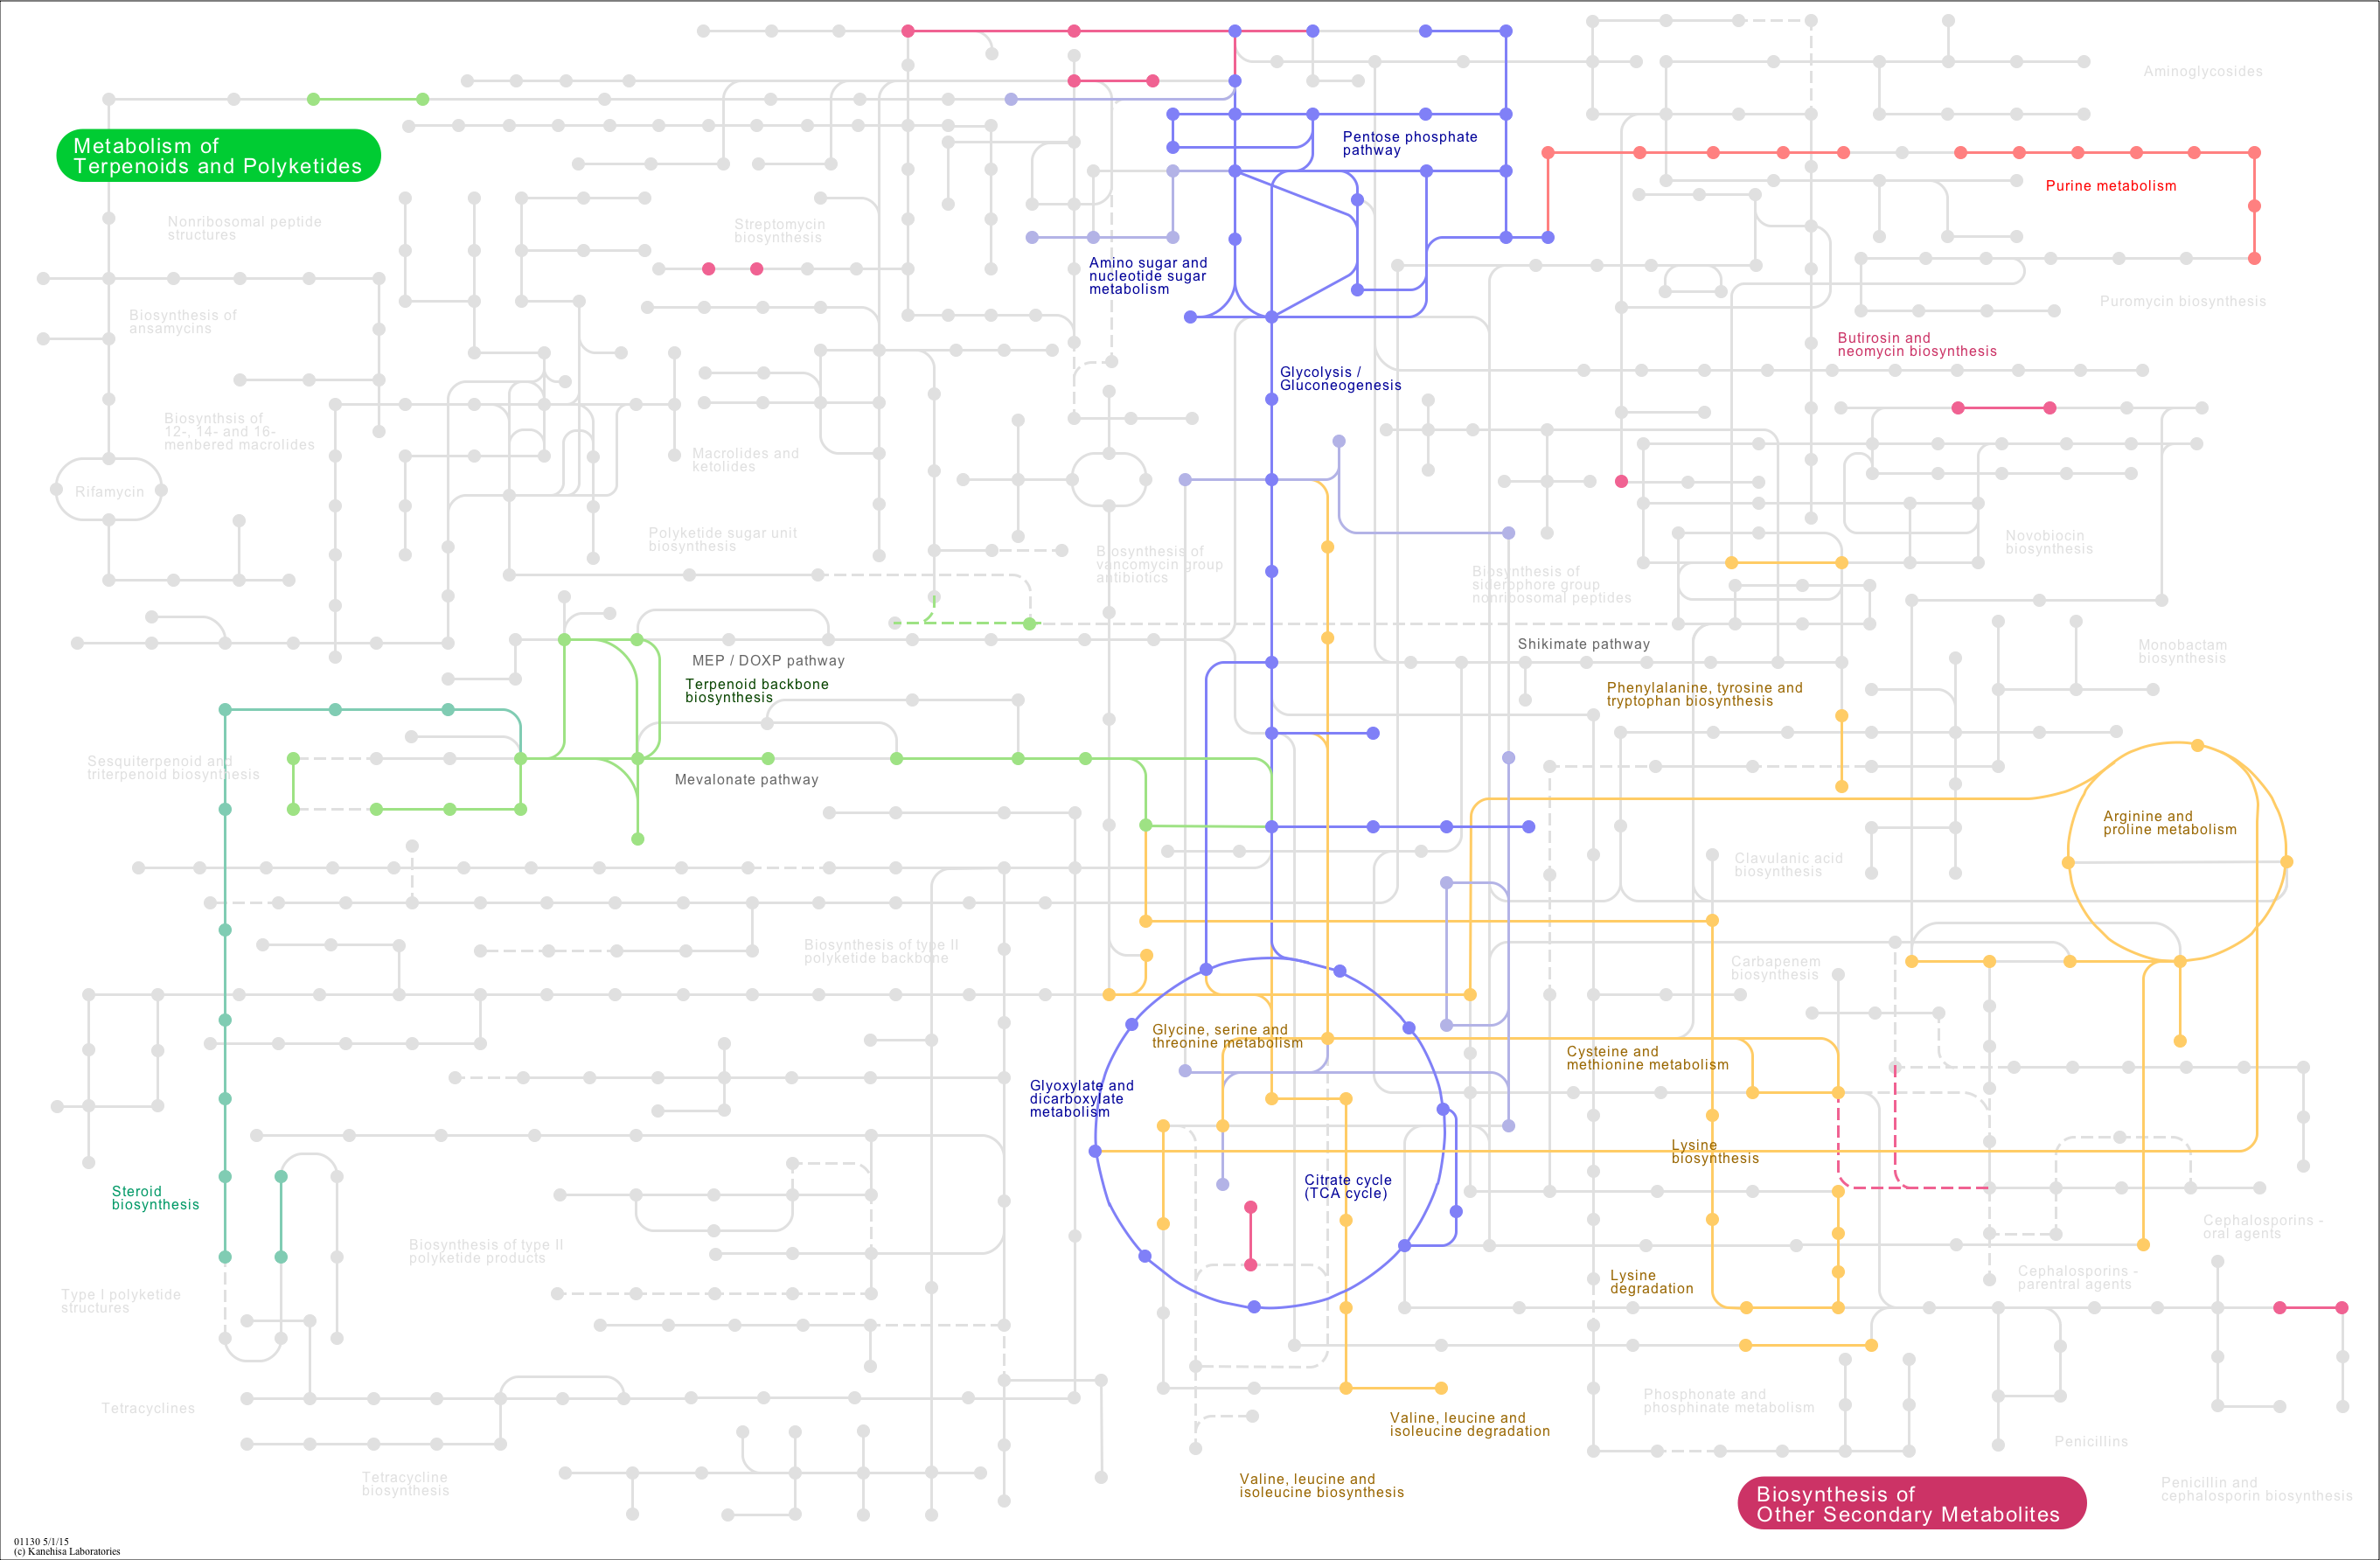 Aminoglycosides
Pentose phosphate
pathway
Metabolism of
Terpenoids and Polyketides
Purine metabolism
Nonribosomal peptide
structures
Streptomycin
biosynthesis
Amino sugar and
nucleotide sugar
metabolism
Puromycin biosynthesis
Biosynthesis of
ansamycins
Butirosin and
neomycin biosynthesis
Glycolysis /
Gluconeogenesis
Biosynthsis of
12-, 14- and 16-
menbered macrolides
Macrolides and
ketolides
Rifamycin
Polyketide sugar unit
biosynthesis
Biosynthesis of
vancomycin group
antibiotics
Novobiocin
biosynthesis
Biosynthesis of
siderophore group
nonribosomal peptides
Shikimate pathway
Monobactam
biosynthesis
MEP / DOXP pathway
Terpenoid backbone
biosynthesis
Phenylalanine, tyrosine and
tryptophan biosynthesis
Sesquiterpenoid and
triterpenoid biosynthesis
Mevalonate pathway
Arginine and
proline metabolism
Clavulanic acid
biosynthesis
Biosynthesis of type II
polyketide backbone
Carbapenem
biosynthesis
Glycine, serine and
threonine metabolism
Cysteine and
methionine metabolism
Glyoxylate and
dicarboxylate
metabolism
Lysine
biosynthesis
Citrate cycle
(TCA cycle)
Steroid
biosynthesis
Cephalosporins -
oral agents
Biosynthesis of type II
polyketide products
Cephalosporins -
parentral agents
Lysine
degradation
Type I polyketide
structures
Phosphonate and
phosphinate metabolism
Tetracyclines
Valine, leucine and
isoleucine degradation
Penicillins
Tetracycline
biosynthesis
Valine, leucine and
isoleucine biosynthesis
Penicillin and
cephalosporin biosynthesis
Biosynthesis of
Other Secondary Metabolites
01130 5/1/15
(c) Kanehisa Laboratories